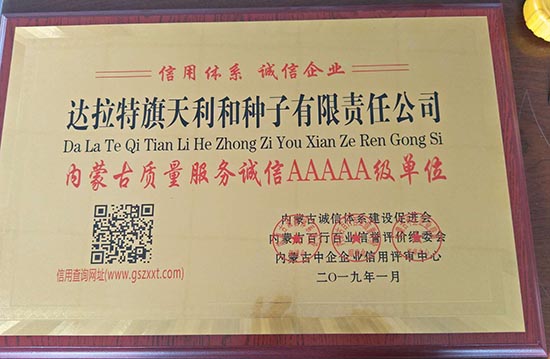 信用体系 诚信企业
达拉特旗天利和种子有限责任公司
Da La Te Qi Tian Li He Zhong Zi You Xian Ze Ren Gong Si
内蒙古质量服务诚信AAAAA级单位
内蒙古诚信体系建设促进会
内蒙古百行百业信誉评价组委会
内蒙古中企企业信用评审中心
二〇一九年一月
信用查询网址(www.gszxxt.com)